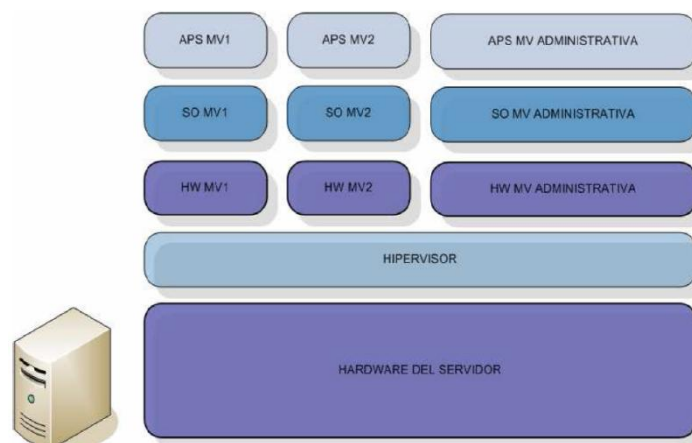 APS MV1
APS MV2
APS MV ADMINISTRATIVA
SO MV1
SO MV2
SO MV ADMINISTRATIVA
HW MV1
HW MV2
HW MV ADMINISTRATIVA
HIPERVISOR
HARDWARE DEL SERVIDOR